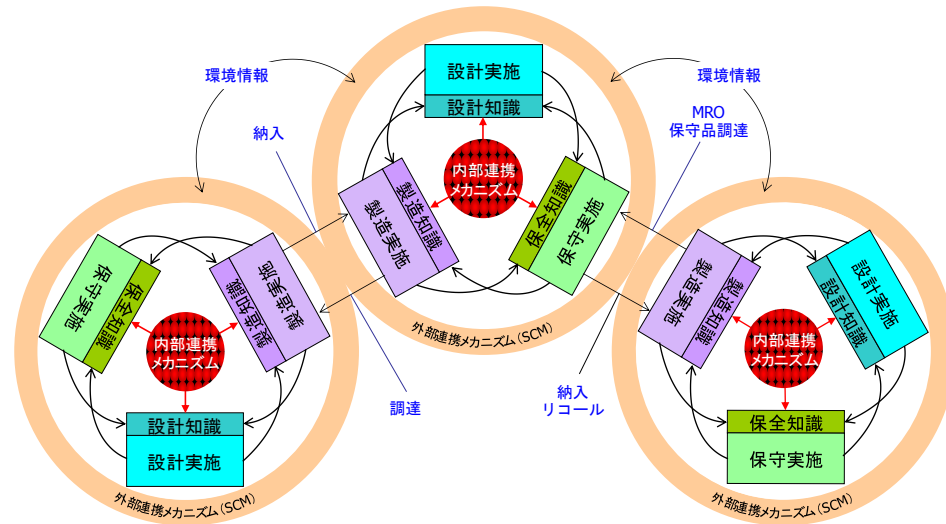 環境情報
設計実施
設計知識
環境情報
MRO
保守品調達
納入
内部連携
メカニズム
製造知識
製造実施
保全知識
保守実施
外部連携メカニズム(SCM)
保守実施
保全知識
製造知識
製造実施
内部連携
メカニズム
設計知識
設計実施
外部連携メカニズム(SCM)
調達
納入
リコール
製造実施
製造知識
設計知識
設計実施
内部連携
メカニズム
保全知識
保守実施
外部連携メカニズム(SCM)